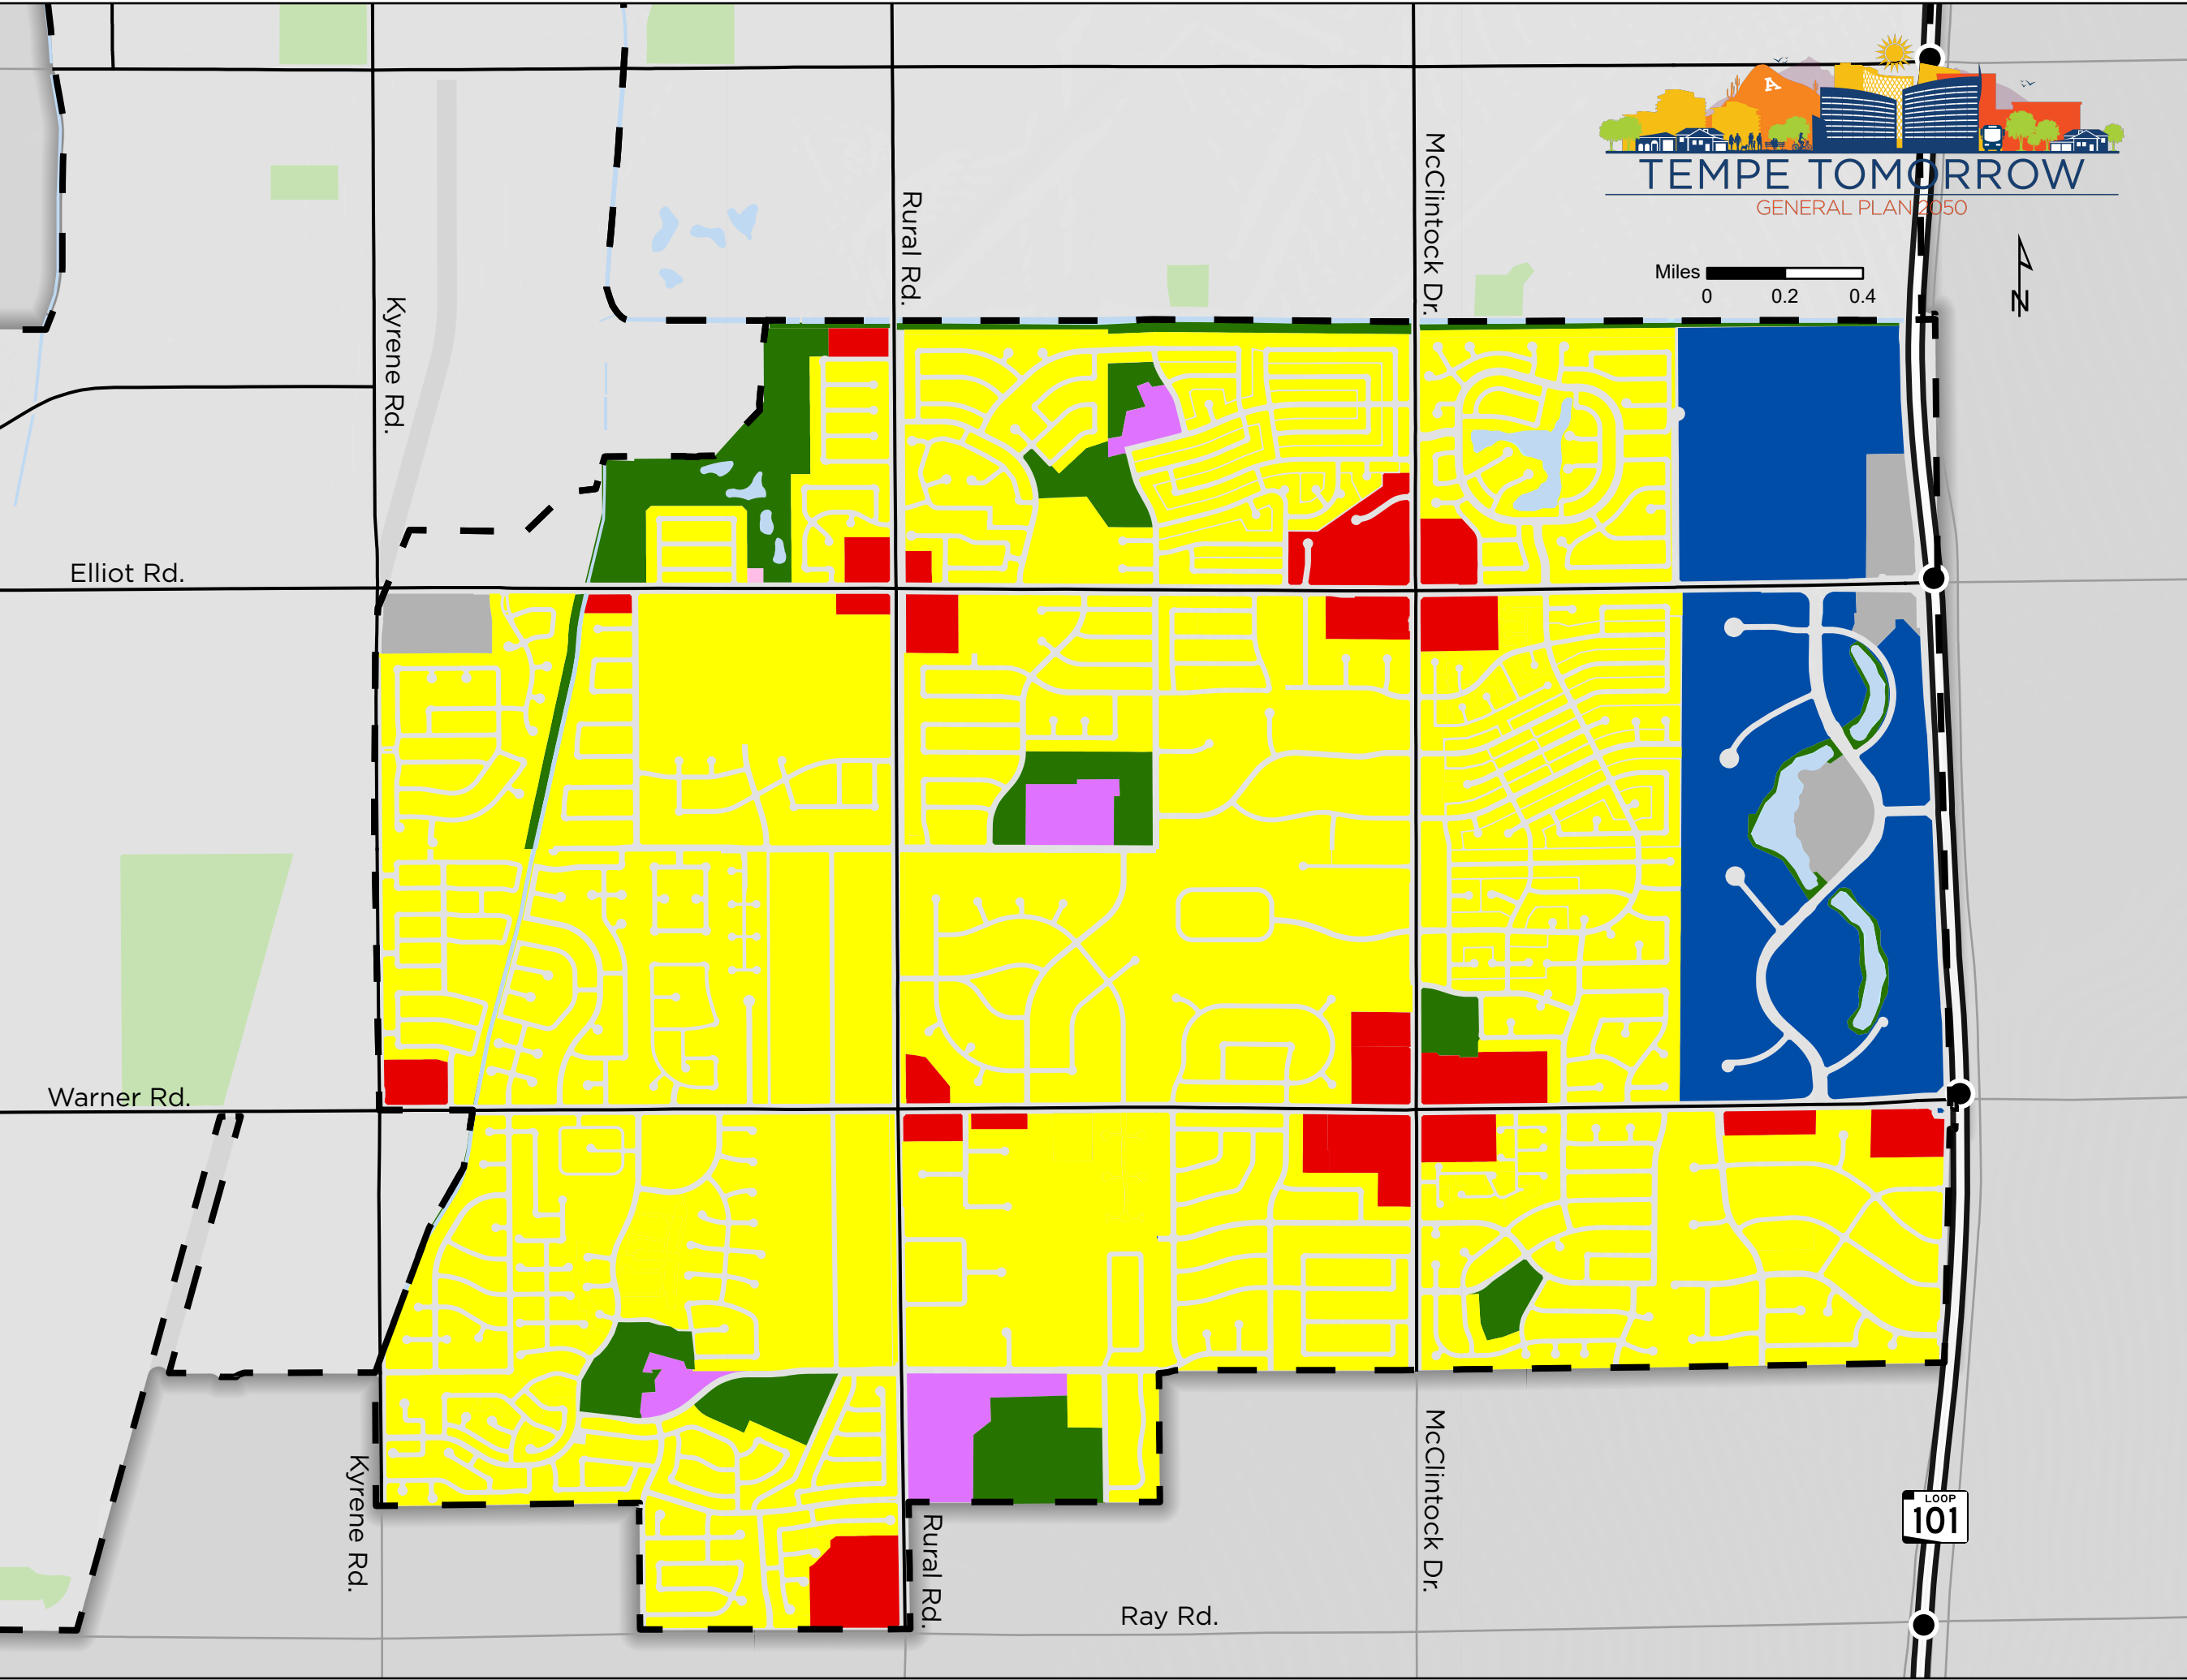 A
TEMPE TOMORROW
GENERAL PLAN 2050
McClintock Dr.
Rural Rd.
Miles
0 0.2 0.4
N
Kyrene Rd.
Elliot Rd.
Warner Rd.
McClintock Dr.
Kyrene Rd.
Rural Rd.
LOOP
101
Ray Rd.